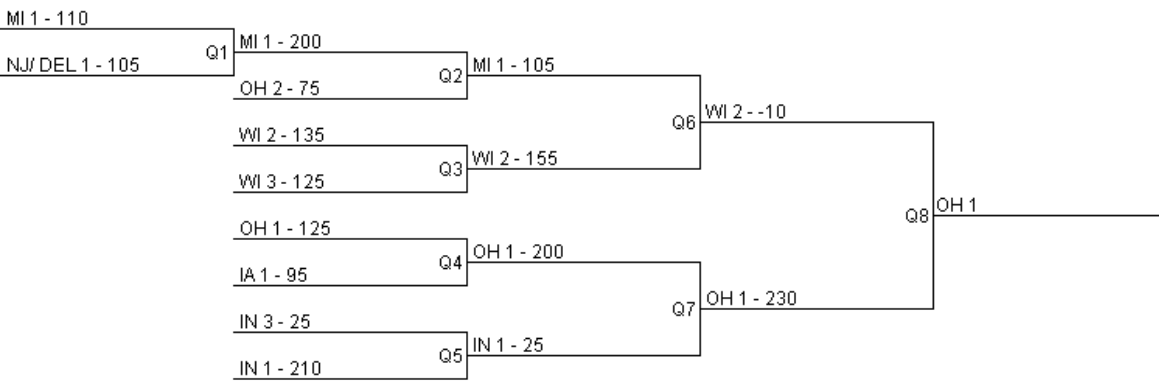 MI 1 - 110
NJ/ DEL 1 - 105
Q1
MI 1 - 200
OH 2 - 75
Q2
MI 1 - 105
WI 2 - 135
WI 3 - 125
Q3
WI 2 - 155
Q6
WI 2 - -10
OH 1 - 125
IA 1 - 95
Q4
OH 1 - 200
IN 3 - 25
IN 1 - 210
Q5
IN 1 - 25
Q7
OH 1 - 230
Q8
OH 1